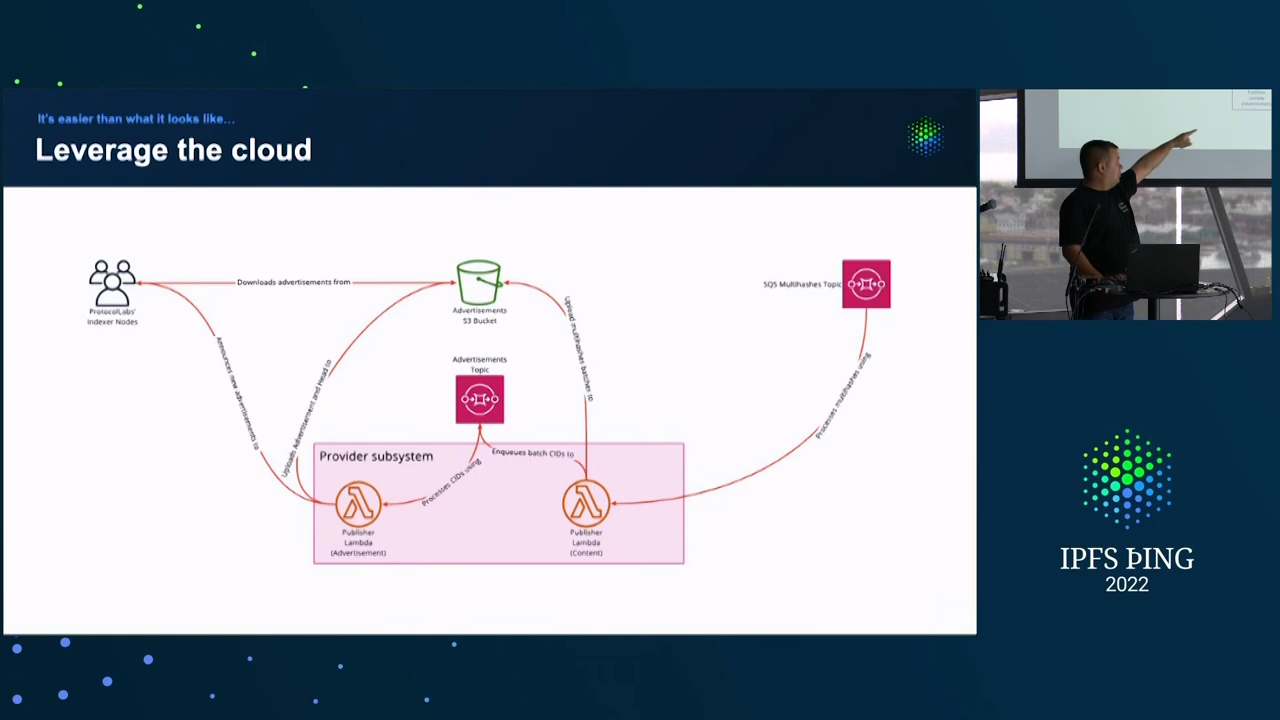 It's easier than what it looks like...
Leverage the cloud
Downloads advertisements from
ProtocolLabs'
Indexer Nodes
Advertisements
S3 Bucket
SQS Multihashes Topic
Announces new advertisements to
Uploads Advertisement and Head to
Upload multihashes batches to
Processes multihashes using
Advertisements
Topic
Provider subsystem
Processes CIDs using
Enqueues batch CIDs to
Publisher
Lambda
(Advertisement)
Publisher
Lambda
(Content)
IPFS ÞING
2022